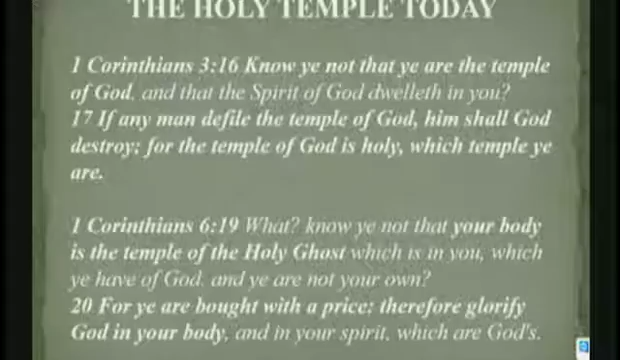 THE HOLY TEMPLE TODAY
1 Corinthians 3:16 Know ye not that ye are the temple
of God, and that the Spirit of God dwelleth in you?
17 If any man defile the temple of God, him shall God
destroy; for the temple of God is holy, which temple ye
are.
1 Corinthians 6:19 What? know ye not that your body
is the temple of the Holy Ghost which is in you, which
ye have of God, and ye are not your own?
20 For ye are bought with a price: therefore glorify
God in your body, and in your spirit, which are God's.